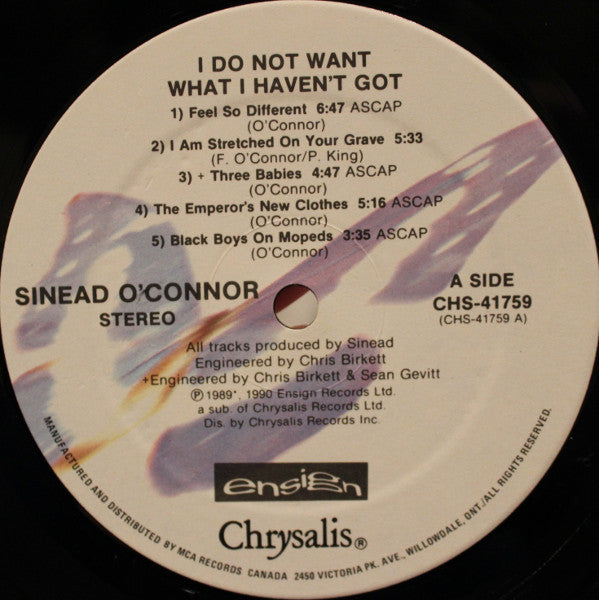 I DO NOT WANT
WHAT I HAVEN'T GOT
1) Feel So Different 6:47 ASCAP
(O'Connor)
2) I Am Stretched On Your Grave 5:33
(F. O'Connor/P. King)
3) + Three Babies 4:47 ASCAP
(O'Connor)
4) The Emperor's New Clothes 5:16 ASCAP
(O'Connor)
5) Black Boys On Mopeds 3:35 ASCAP
(O'Connor)
SINEAD O'CONNOR
STEREO
A SIDE
CHS-41759
(CHS-41759 A)
All tracks produced by Sinead
Engineered by Chris Birkett
+Engineered by Chris Birkett & Sean Gevitt
℗ 1989*, 1990 Ensign Records Ltd.
a sub. of Chrysalis Records Ltd.
Dis. by Chrysalis Records Inc.
ensign
Chrysalis®
MANUFACTURED AND DISTRIBUTED BY MCA RECORDS CANADA 2450 VICTORIA PK. AVE., WILLOWDALE, ONT./ALL RIGHTS RESERVED.